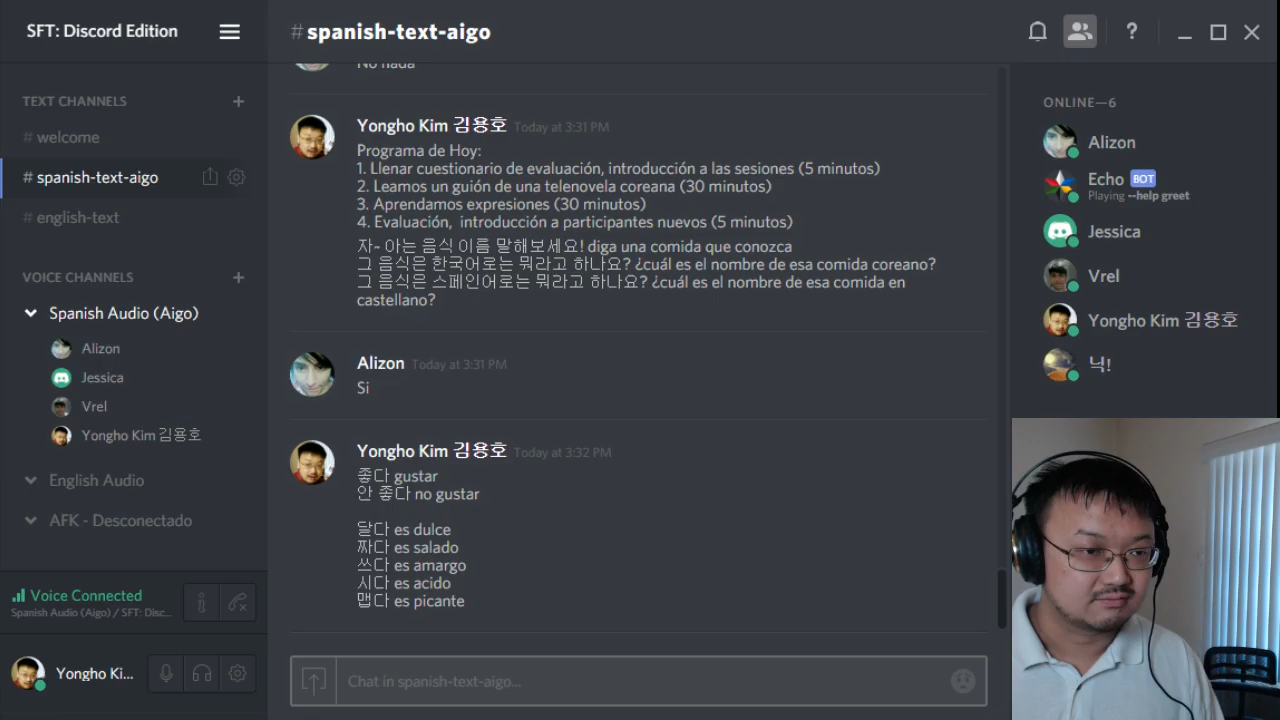 SFT: Discord Edition
TEXT CHANNELS
# welcome
# spanish-text-aigo
# english-text
VOICE CHANNELS
Spanish Audio (Aigo)
Alizon
Jessica
Vrel
Yongho Kim 김용호
English Audio
AFK - Desconectado
Voice Connected
Spanish Audio (Aigo) / SFT: Disc...
Yongho Ki...
# spanish-text-aigo
No nada
Yongho Kim 김용호 Today at 3:31 PM
Programa de Hoy:
1. Llenar cuestionario de evaluación, introducción a las sesiones (5 minutos)
2. Leamos un guión de una telenovela coreana (30 minutos)
3. Aprendamos expresiones (30 minutos)
4. Evaluación, introducción a participantes nuevos (5 minutos)
자- 아는 음식 이름 말해보세요! diga una comida que conozca
그 음식은 한국어로는 뭐라고 하나요? ¿cuál es el nombre de esa comida coreano?
그 음식은 스페인어로는 뭐라고 하나요? ¿cuál es el nombre de esa comida en
castellano?
Alizon Today at 3:31 PM
Si
Yongho Kim 김용호 Today at 3:32 PM
좋다 gustar
안 좋다 no gustar
달다 es dulce
짜다 es salado
쓰다 es amargo
시다 es acido
맵다 es picante
Chat in spanish-text-aigo...
ONLINE—6
Alizon
Echo BOT
Playing --help greet
Jessica
Vrel
Yongho Kim 김용호
닉!